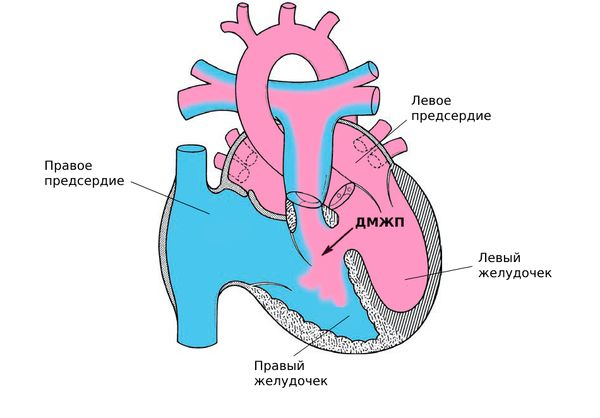 Левое
предсердие
Правое
предсердие
ДМЖП
Левый
желудочек
Правый
желудочек